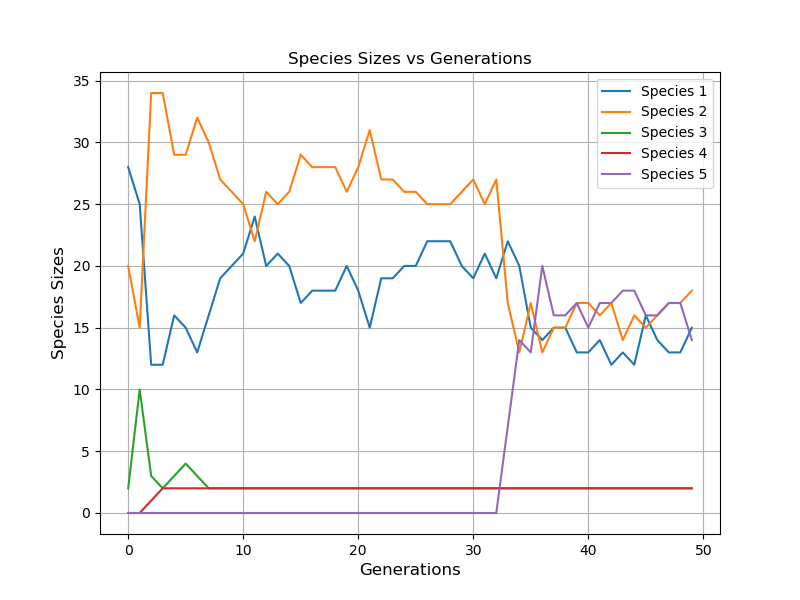 Species Sizes vs Generations
35
30
25
20
15
10
5
0
Species Sizes
Species 1
Species 2
Species 3
Species 4
Species 5
0 10 20 30 40 50
Generations